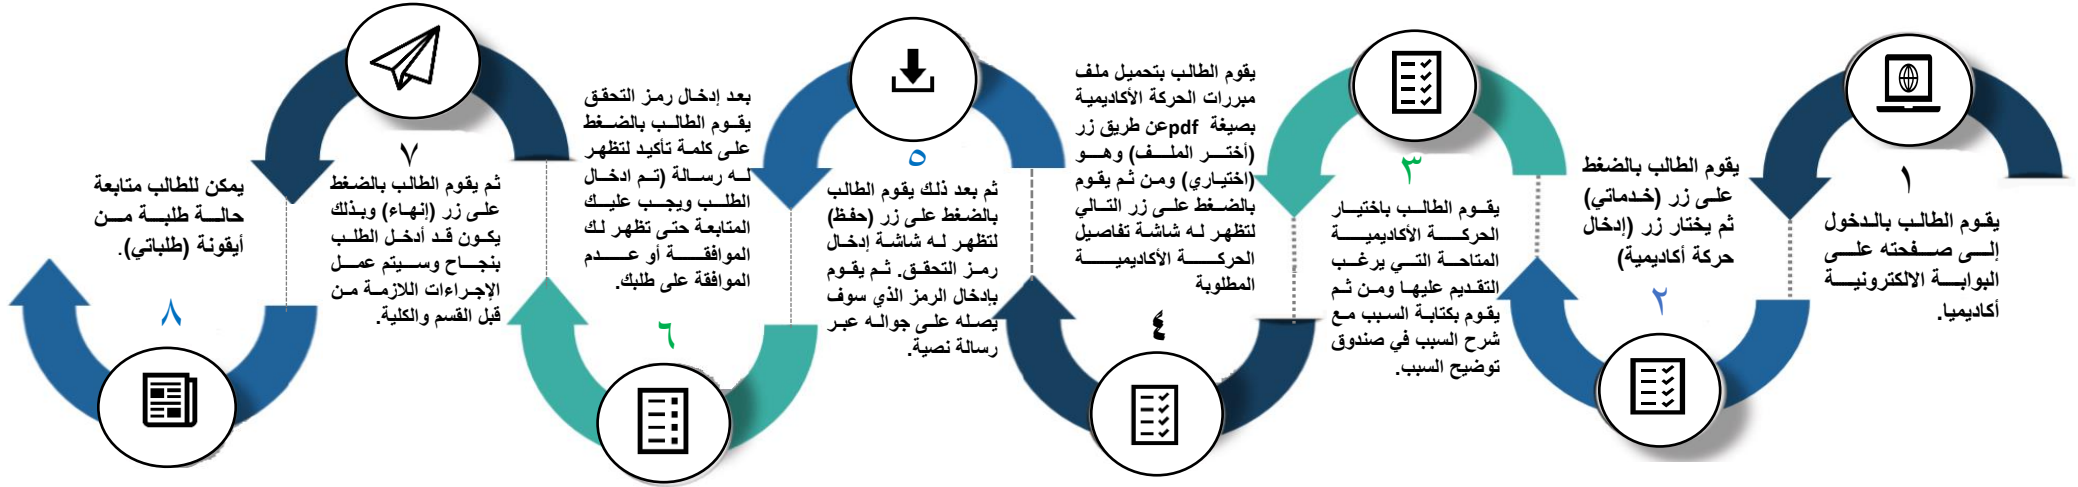 ١
يقوم الطالب بالدخول
إلى صفحته على
البوابة الالكترونية
أكاديميا.
يقوم الطالب بالضغط
على زر (خدماتي)
ثم يختار زر (إدخال
حركة أكاديمية)
٢
٣
يقوم الطالب باختيار
الحركة الأكاديمية
المتاحة التي يرغب
التقديم عليها ومن ثم
يقوم بكتابة السبب مع
شرح السبب في صندوق
توضيح السبب.
يقوم الطالب بتحميل ملف
مبررات الحركة الأكاديمية
بصيغة pdfعن طريق زر
(أختر الملف) وهو
(اختياري) ومن ثم يقوم
بالضغط على زر التالي
لتظهر له شاشة تفاصيل
الحركة الأكاديمية
المطلوبة
٤
٥
ثم بعد ذلك يقوم الطالب
بالضغط على زر (حفظ)
لتظهر له شاشة إدخال
رمز التحقق. ثم يقوم
بإدخال الرمز الذي سوف
يصله على جواله عبر
رسالة نصية.
بعد إدخال رمز التحقق
يقوم الطالب بالضغط
على كلمة تأكيد لتظهر
له رسالة (تم ادخال
الطلب ويجب عليك
المتابعة حتى تظهر لك
الموافقة أو عدم
الموافقة على طلبك.
٦
٧
ثم يقوم الطالب بالضغط
على زر (إنهاء) وبذلك
يكون قد أدخل الطلب
بنجاح وسيتم عمل
الإجراءات اللازمة من
قبل القسم والكلية.
يمكن للطالب متابعة
حالة طلبة من
أيقونة (طلباتي).
٨